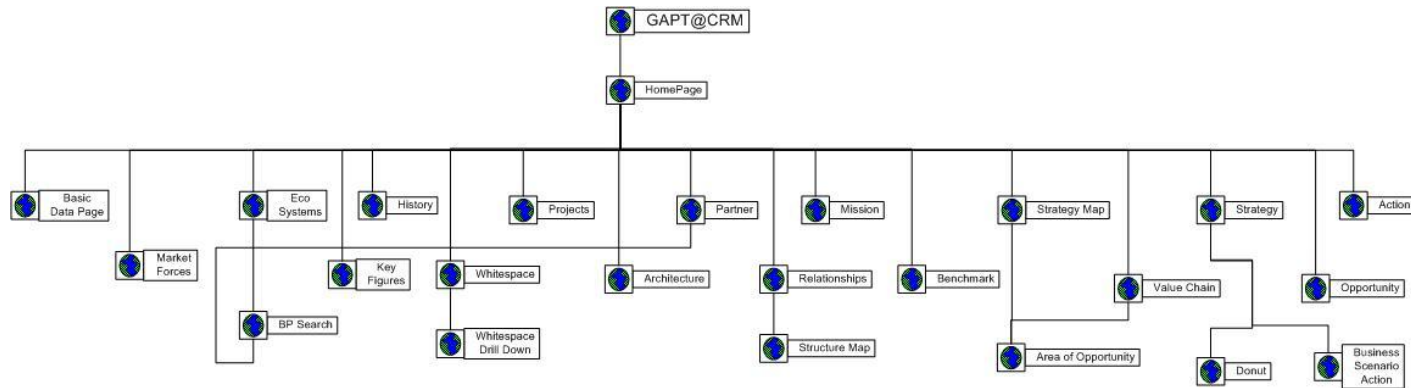 GAPT@CRM
HomePage
Basic
Data Page
Eco
Systems
History
Projects
Partner
Mission
Strategy Map
Strategy
Action
Market
Forces
Key
Figures
Whitespace
Architecture
Relationships
Benchmark
Value Chain
Opportunity
BP Search
Whitespace
Drill Down
Structure Map
Area of Opportunity
Donut
Business
Scenario
Action